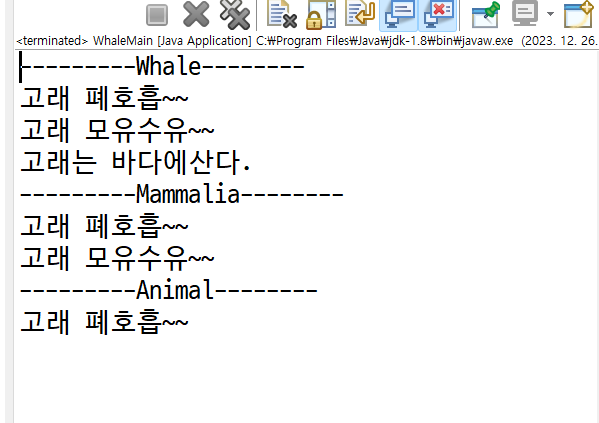 <terminated> WhaleMain [Java Application] C:₩Program Files₩Java₩jdk-1.8₩bin₩javaw.exe (2023. 12. 26.
---------Whale--------
고래 폐호흡~~
고래 모유수유~~
고래는 바다에산다.
---------Mammalia--------
고래 폐호흡~~
고래 모유수유~~
---------Animal--------
고래 폐호흡~~